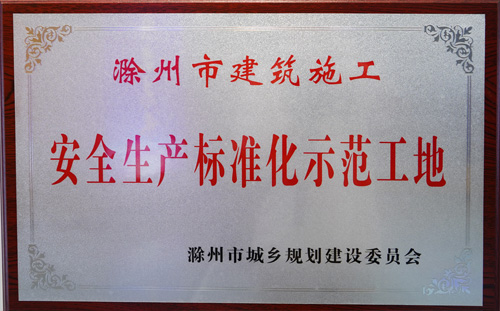 滁州市建筑施工
安全生产标准化示范工地
滁州市城乡规划建设委员会